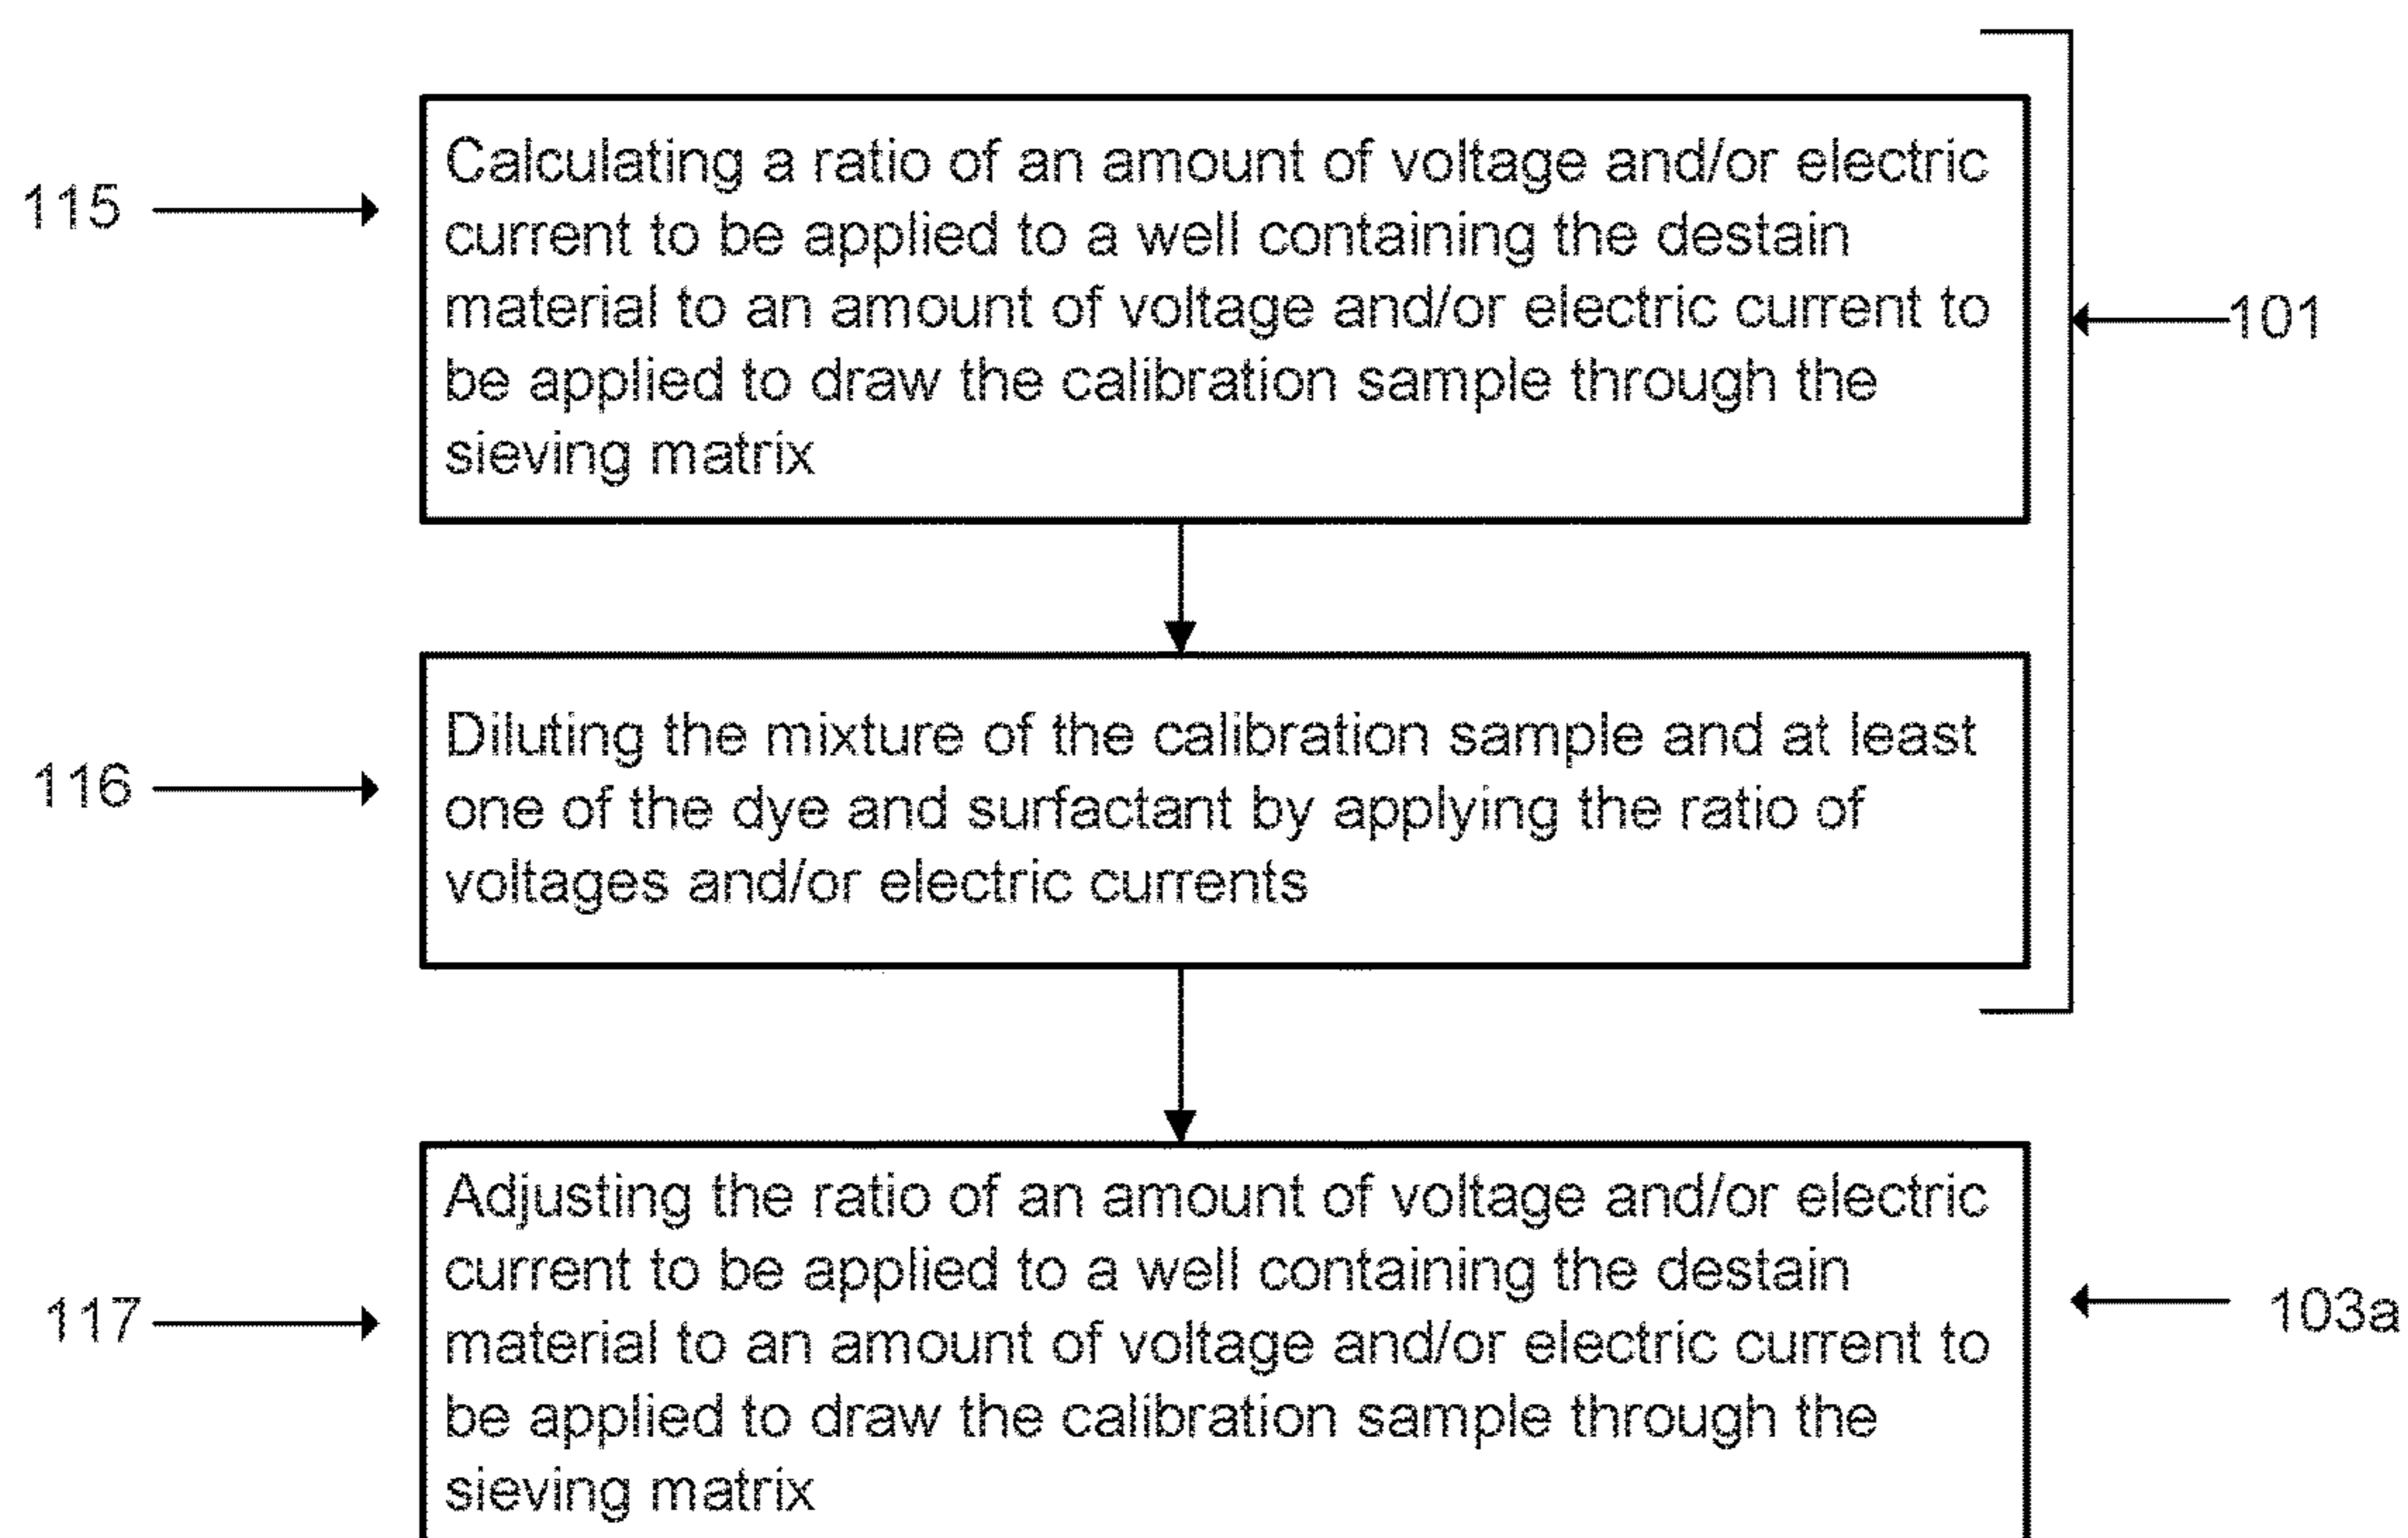 115
Calculating a ratio of an amount of voltage and/or electric
current to be applied to a well containing the destain
material to an amount of voltage and/or electric current to
be applied to draw the calibration sample through the
sieving matrix
101
116
Diluting the mixture of the calibration sample and at least
one of the dye and surfactant by applying the ratio of
voltages and/or electric currents
117
Adjusting the ratio of an amount of voltage and/or electric
current to be applied to a well containing the destain
material to an amount of voltage and/or electric current to
be applied to draw the calibration sample through the
sieving matrix
103a